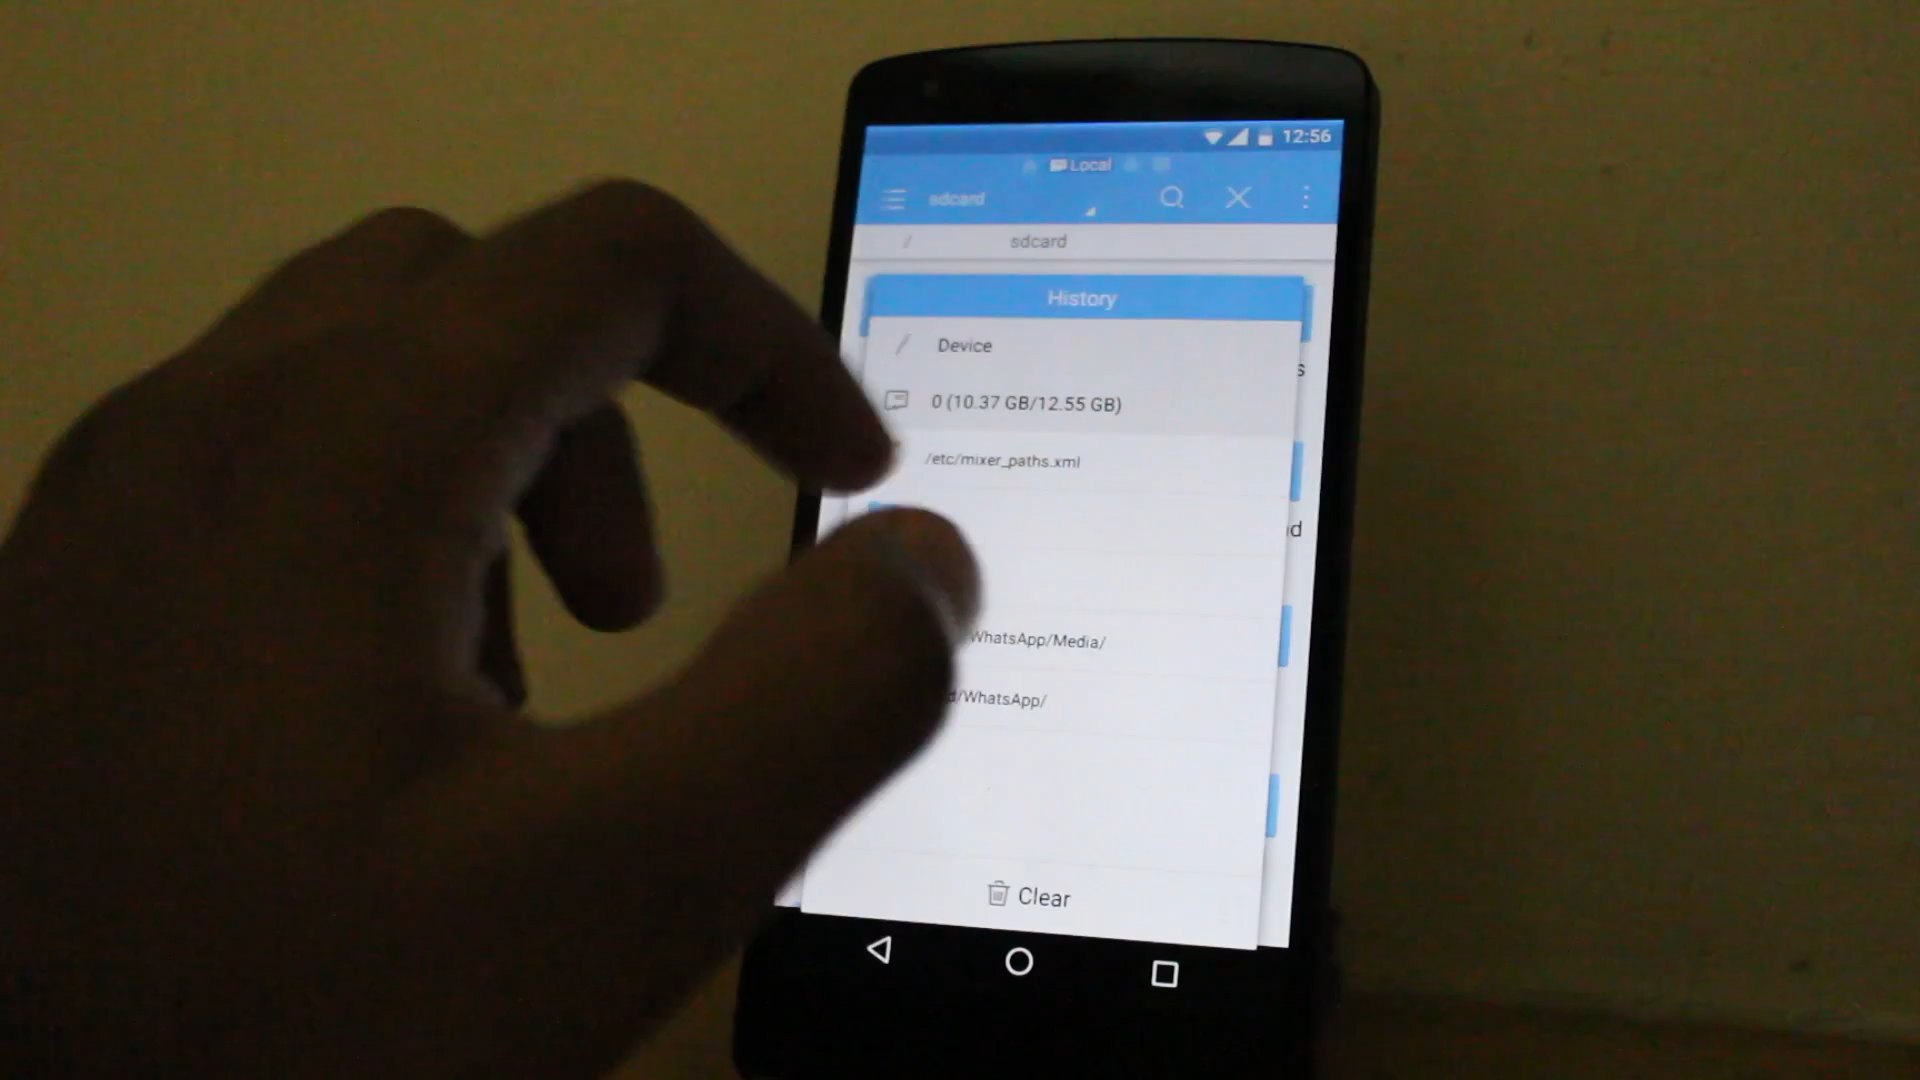 12:56
Local
sdcard
/ sdcard
History
/ Device
0 (10.37 GB/12.55 GB)
s
/etc/mixer_paths.xml
d
WhatsApp/Media/
d/WhatsApp/
Clear